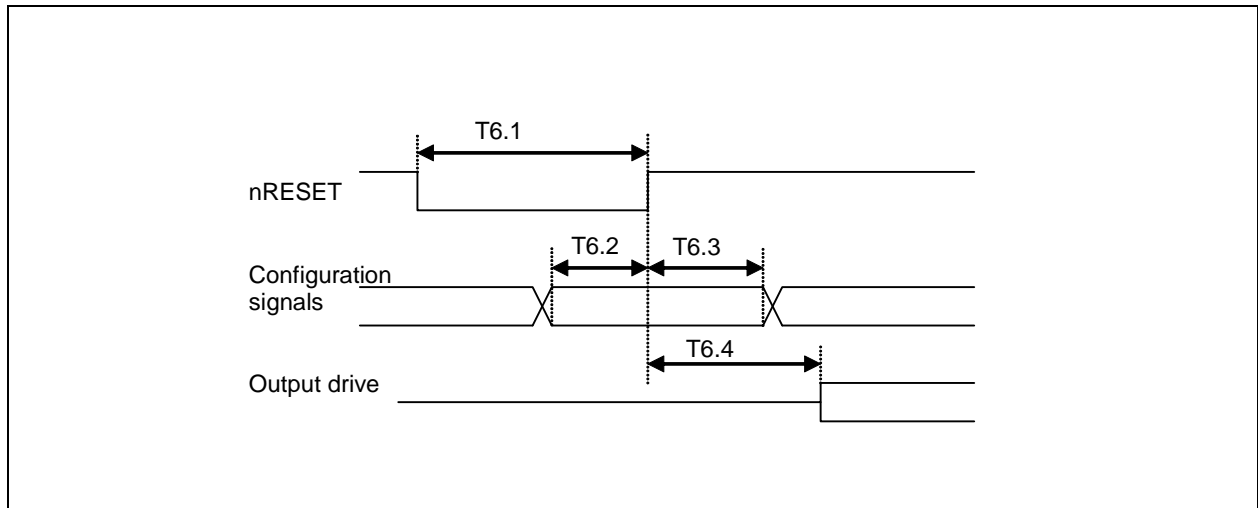 T6.1
nRESET
T6.2
T6.3
Configuration
signals
T6.4
Output drive